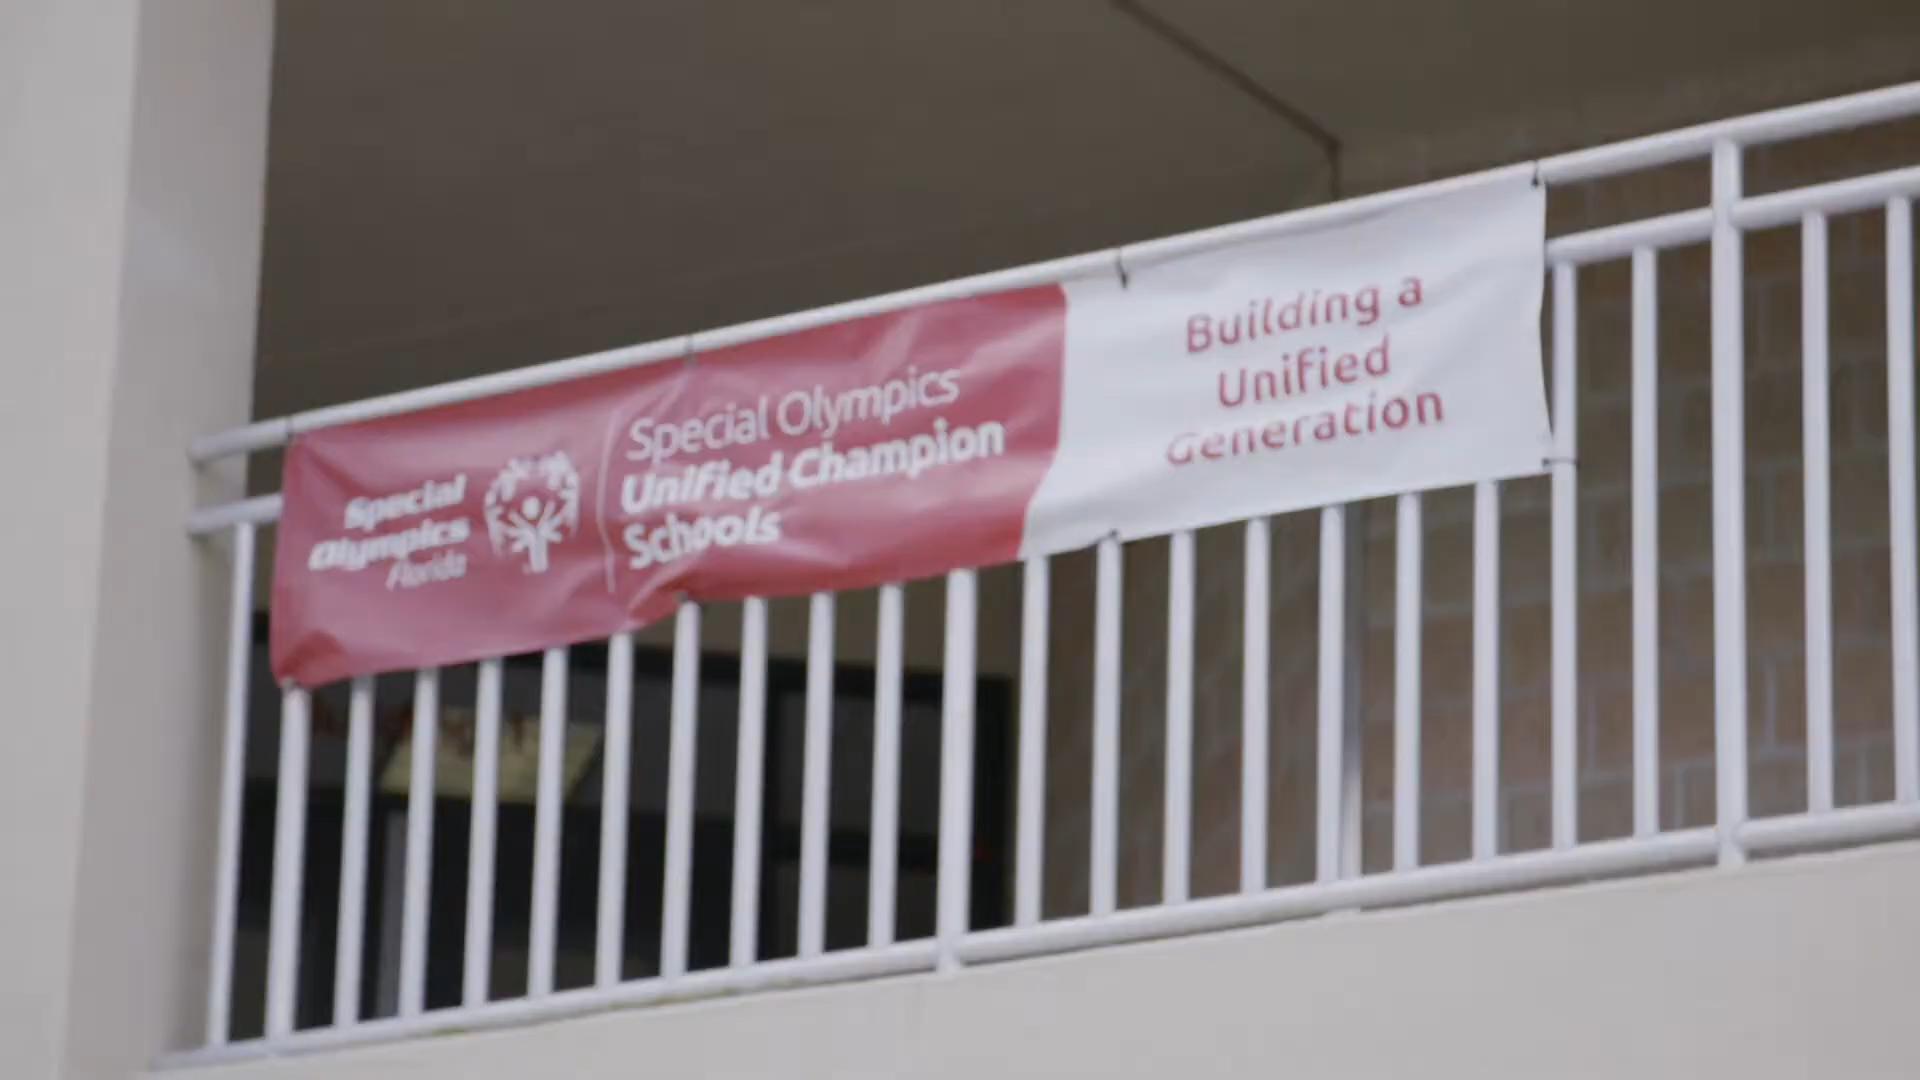 Special
Olympics
Florida
Special Olympics
Unified Champion
Schools
Building a
Unified
Generation